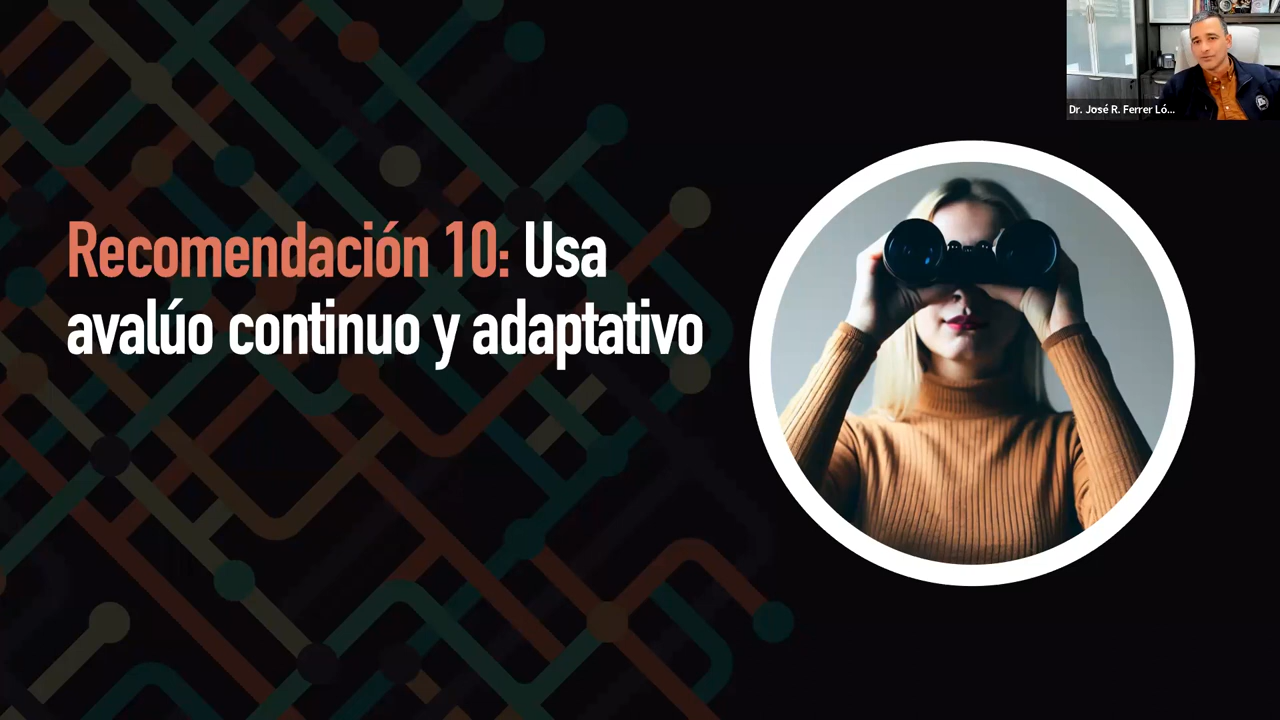 Dr. José R. Ferrer Ló...
Recomendación 10: Usa
avalúo continuo y adaptativo